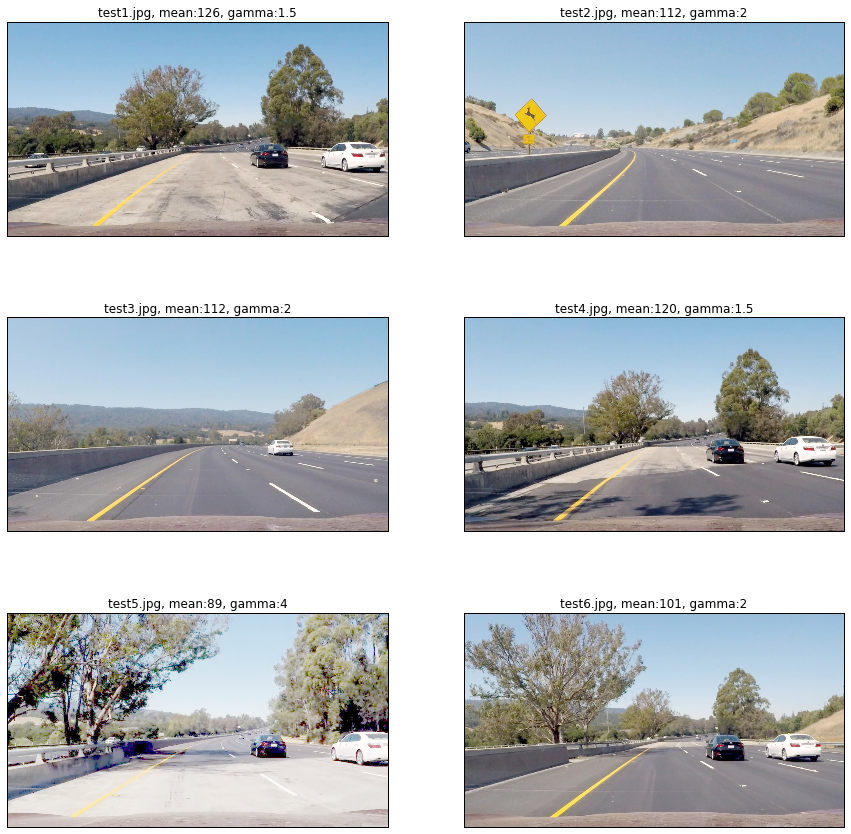 test1.jpg, mean:126, gamma:1.5
test2.jpg, mean:112, gamma:2
test3.jpg, mean:112, gamma:2
test4.jpg, mean:120, gamma:1.5
test5.jpg, mean:89, gamma:4
test6.jpg, mean:101, gamma:2